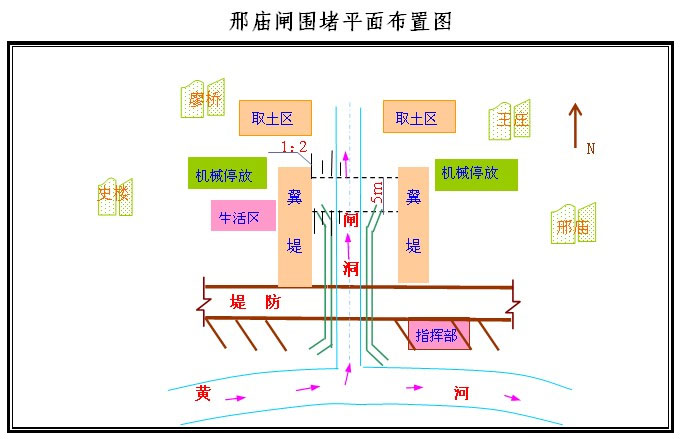 邢庙闸围堵平面布置图
廖桥
取土区
取土区
王庄
1:2
N
机械停放
机械停放
史楼
翼堤
5m
翼堤
生活区
闸洞
邢庙
堤 防
指挥部
黄
河